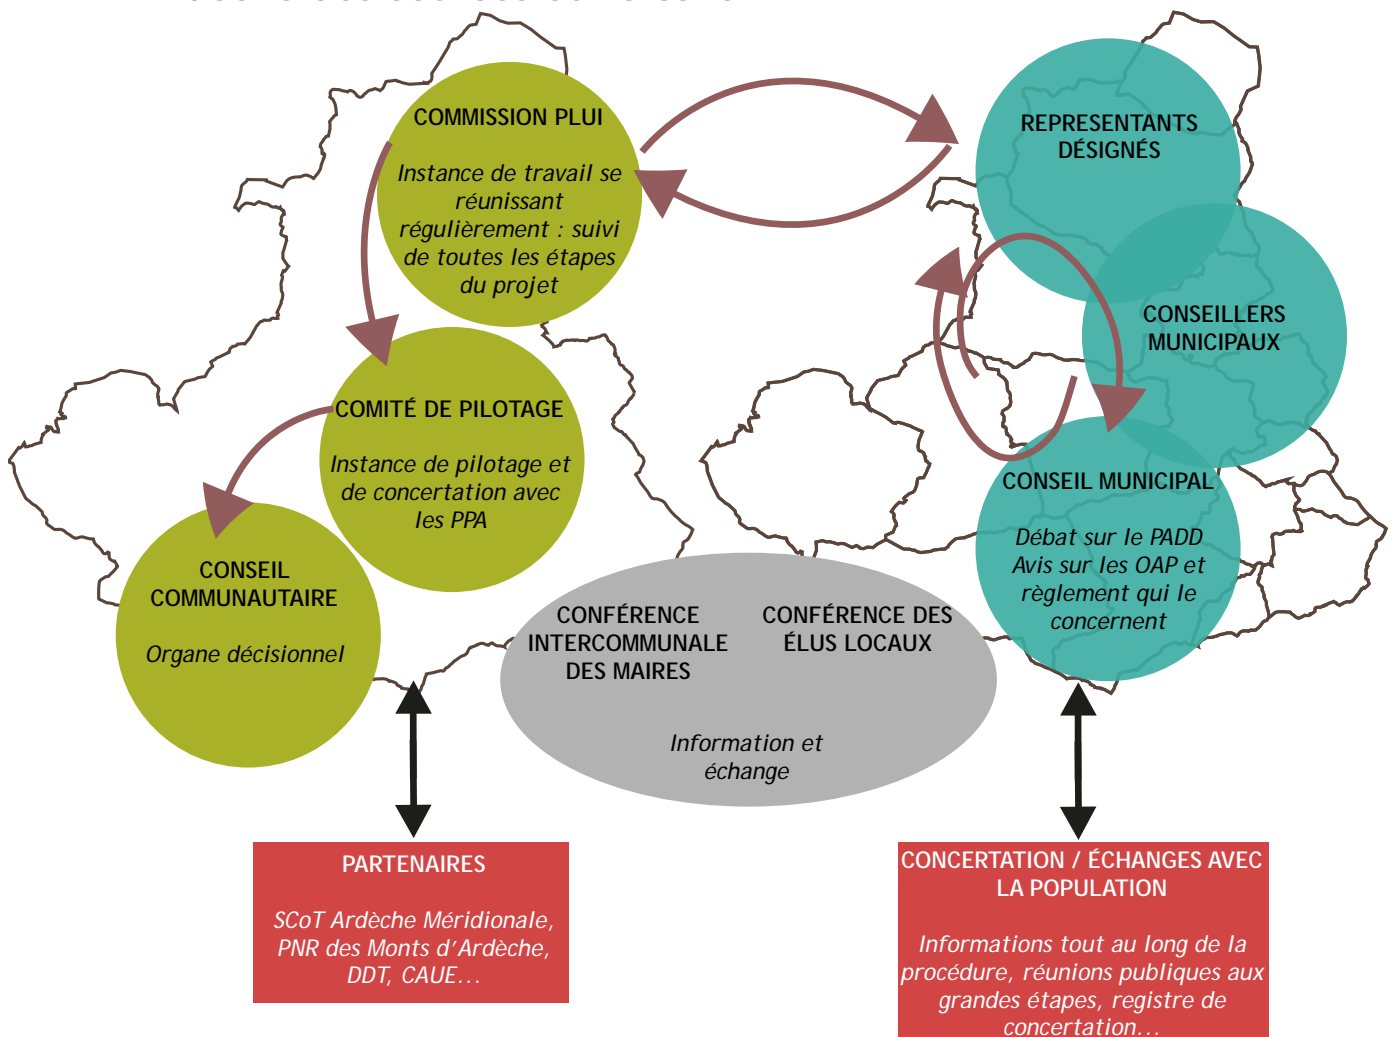 COMMISSION PLUI
Instance de travail se
réunissant
régulièrement : suivi
de toutes les étapes
du projet
COMITÉ DE PILOTAGE
Instance de pilotage et
de concertation avec
les PPA
CONSEIL
COMMUNAUTAIRE
Organe décisionnel
REPRESENTANTS
DÉSIGNÉS
CONSEILLERS
MUNICIPAUX
CONSEIL MUNICIPAL
Débat sur le PADD
Avis sur les OAP et
règlement qui le
concernent
CONFÉRENCE
INTERCOMMUNALE
DES MAIRES
CONFÉRENCE DES
ÉLUS LOCAUX
Information et
échange
PARTENAIRES
SCoT Ardèche Méridionale,
PNR des Monts d'Ardèche,
DDT, CAUE...
CONCERTATION / ÉCHANGES AVEC
LA POPULATION
Informations tout au long de la
procédure, réunions publiques aux
grandes étapes, registre de
concertation...